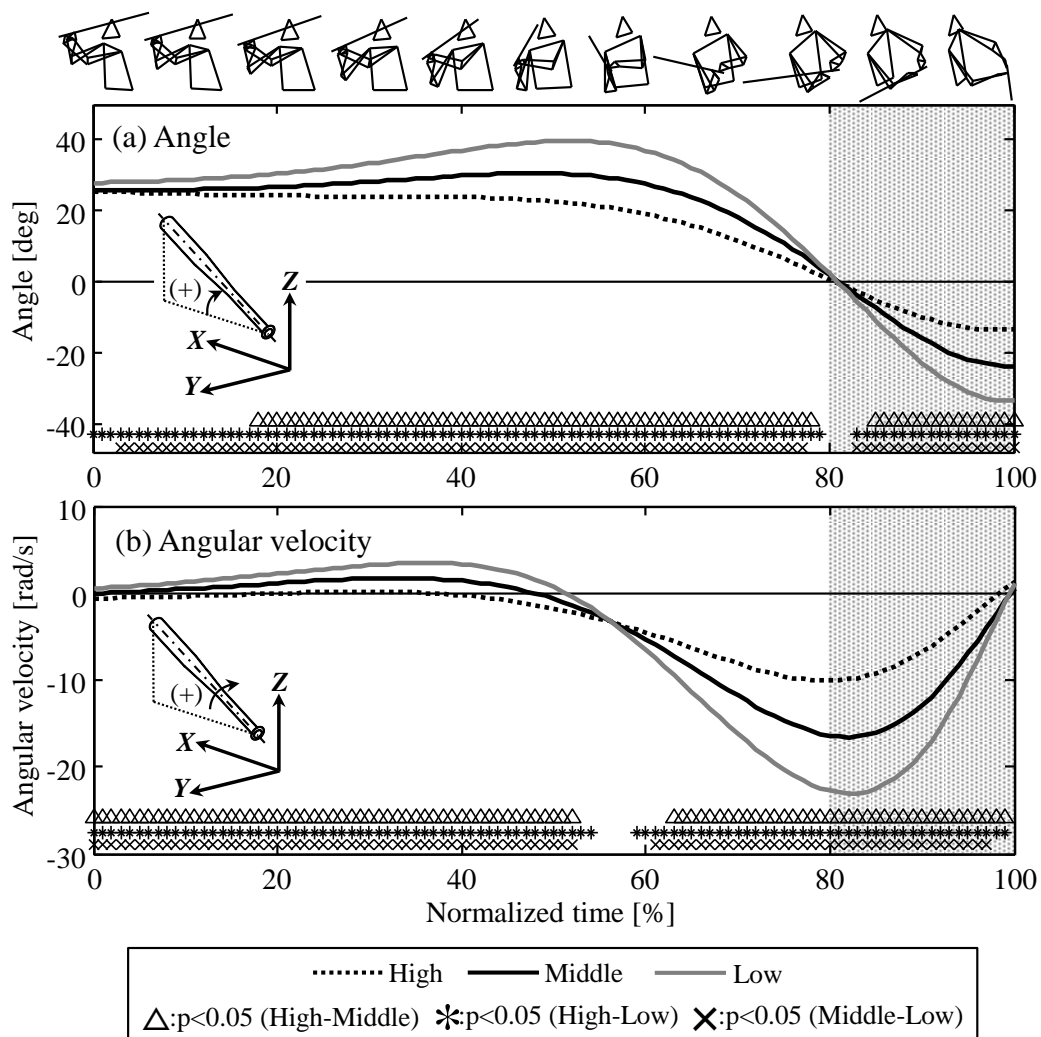 (a) Angle
Angle [deg]
40
20
0
-20
-40
(+)
Z
X
Y
0 20 40 60 80 100
(b) Angular velocity
Angular velocity [rad/s]
10
0
-10
-20
-30
(+)
Z
X
Y
0 20 40 60 80 100
Normalized time [%]
High Middle Low
△:p<0.05 (High-Middle) *:p<0.05 (High-Low) ×:p<0.05 (Middle-Low)